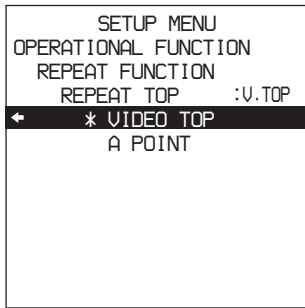 SETUP MENU
OPERATIONAL FUNCTION
REPEAT FUNCTION
REPEAT TOP :V.TOP
← * VIDEO TOP
A POINT